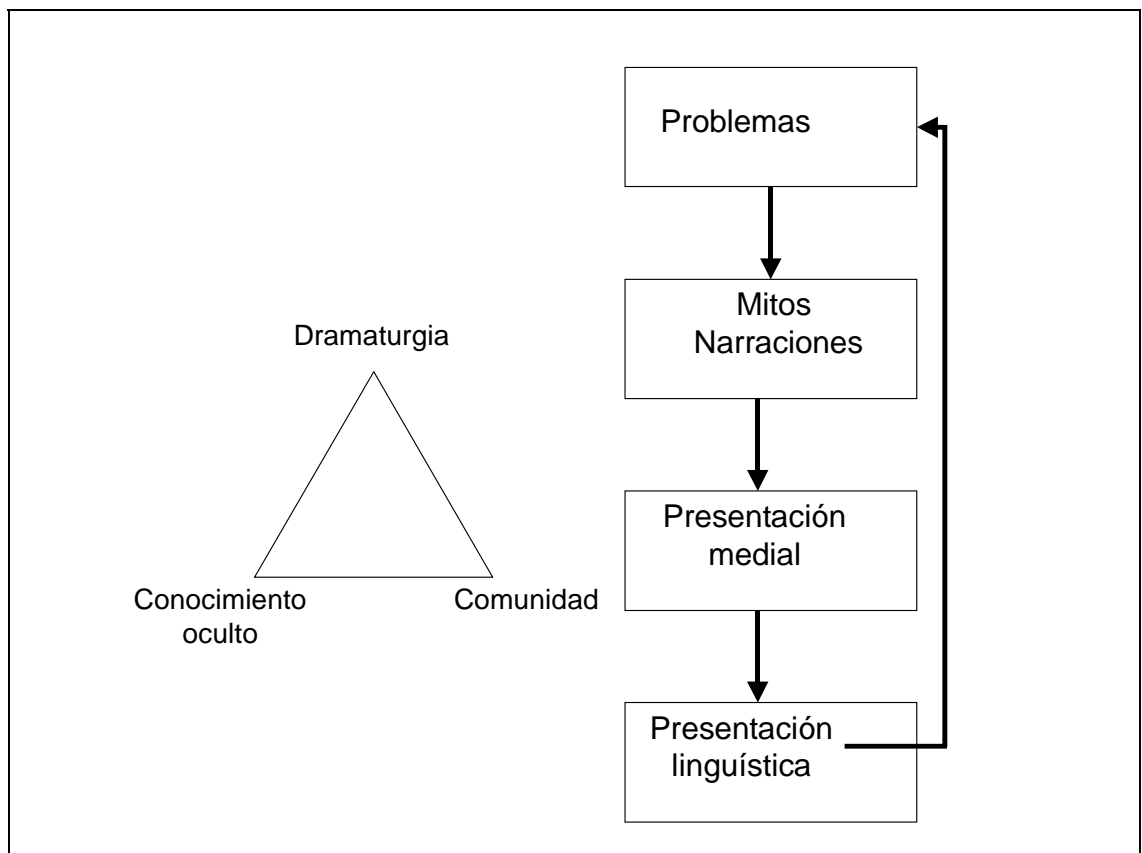 Problemas
Mitos
Narraciones
Dramaturgia
Presentación
medial
Conocimiento
oculto
Comunidad
Presentación
linguística